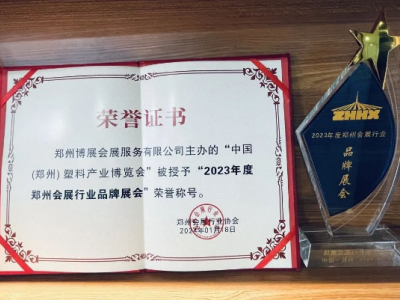 荣誉证书
郑州博展会展服务有限公司主办的“中国
(郑州) 塑料产业博览会”被授予“2023年度
郑州会展行业品牌展会”荣誉称号。
郑州会展行业协会
ZHHX
2023年度郑州会展行业
品牌展会